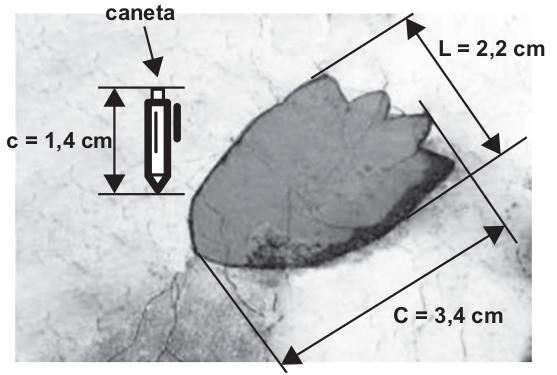 caneta
L = 2,2 cm
c = 1,4 cm
C = 3,4 cm